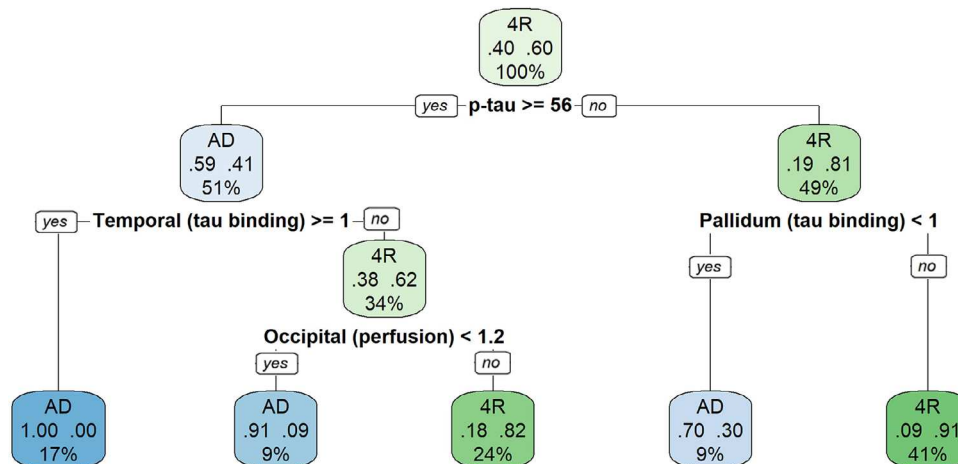 4R
.40 .60
100%
yes p-tau >= 56 no
AD
.59 .41
51%
4R
.19 .81
49%
yes Temporal (tau binding) >= 1 no
Pallidum (tau binding) < 1
4R
.38 .62
34%
yes
no
Occipital (perfusion) < 1.2
yes
no
AD
1.00 .00
17%
AD
.91 .09
9%
4R
.18 .82
24%
AD
.70 .30
9%
4R
.09 .91
41%